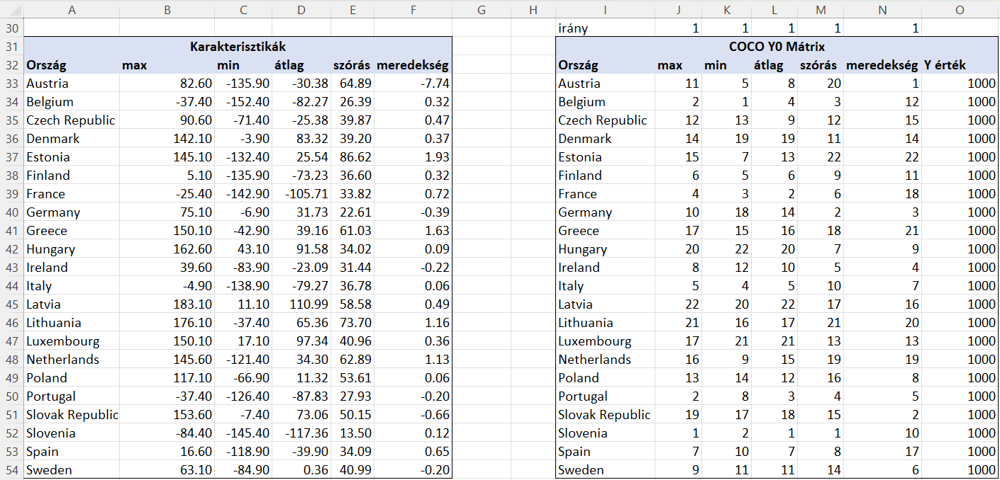 A B C D E F G H I J K L M N O
30 irány 1 1 1 1 1
31 Karakterisztikák COCO Y0 Mátrix
32 Ország max min átlag szórás meredekség Ország max min átlag szórás meredekség Y érték
33 Austria 82.60 -135.90 -30.38 64.89 -7.74 Austria 11 5 8 20 1 1000
34 Belgium -37.40 -152.40 -82.27 26.39 0.32 Belgium 2 1 4 3 12 1000
35 Czech Republic 90.60 -71.40 -25.38 39.87 0.47 Czech Republic 12 13 9 12 15 1000
36 Denmark 142.10 -3.90 83.32 39.20 0.37 Denmark 14 19 19 11 14 1000
37 Estonia 145.10 -132.40 25.54 86.62 1.93 Estonia 15 7 13 22 22 1000
38 Finland 5.10 -135.90 -73.23 36.60 0.32 Finland 6 5 6 9 11 1000
39 France -25.40 -142.90 -105.71 33.82 0.72 France 4 3 2 6 18 1000
40 Germany 75.10 -6.90 31.73 22.61 -0.39 Germany 10 18 14 2 3 1000
41 Greece 150.10 -42.90 39.16 61.03 1.63 Greece 17 15 16 18 21 1000
42 Hungary 162.60 43.10 91.58 34.02 0.09 Hungary 20 22 20 7 9 1000
43 Ireland 39.60 -83.90 -23.09 31.44 -0.22 Ireland 8 12 10 5 4 1000
44 Italy -4.90 -138.90 -79.27 36.78 0.06 Italy 5 4 5 10 7 1000
45 Latvia 183.10 11.10 110.99 58.58 0.49 Latvia 22 20 22 17 16 1000
46 Lithuania 176.10 -37.40 65.36 73.70 1.16 Lithuania 21 16 17 21 20 1000
47 Luxembourg 150.10 17.10 97.34 40.96 0.36 Luxembourg 17 21 21 13 13 1000
48 Netherlands 145.60 -121.40 34.30 62.89 1.13 Netherlands 16 9 15 19 19 1000
49 Poland 117.10 -66.90 11.32 53.61 0.06 Poland 13 14 12 16 8 1000
50 Portugal -37.40 -126.40 -87.83 27.93 -0.20 Portugal 2 8 3 4 5 1000
51 Slovak Republic 153.60 -7.40 73.06 50.15 -0.66 Slovak Republic 19 17 18 15 2 1000
52 Slovenia -84.40 -145.40 -117.36 13.50 0.12 Slovenia 1 2 1 1 10 1000
53 Spain 16.60 -118.90 -39.90 34.09 0.65 Spain 7 10 7 8 17 1000
54 Sweden 63.10 -84.90 0.36 40.99 -0.20 Sweden 9 11 11 14 6 1000